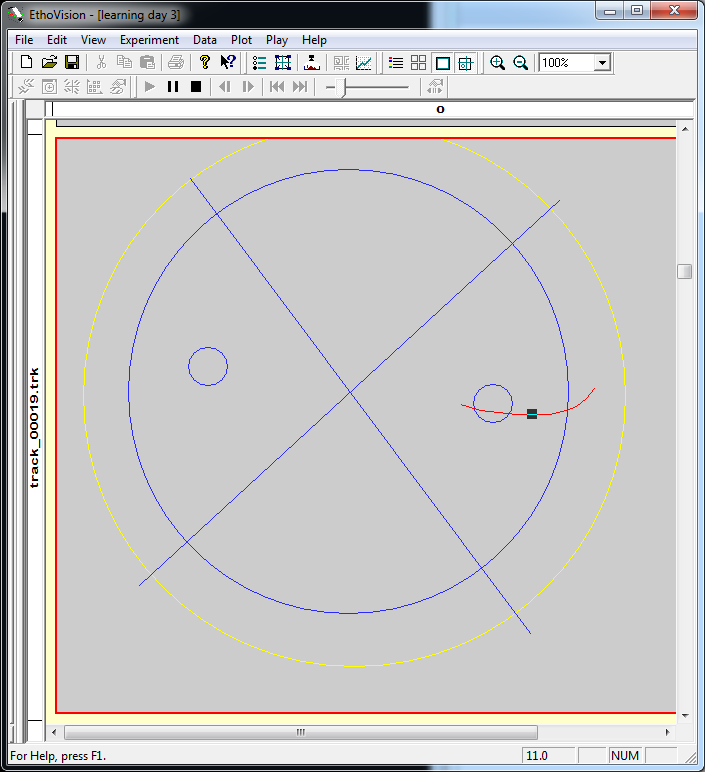 EthoVision - [learning day 3]
File Edit View Experiment Data Plot Play Help
100%
o
track_00019.trk
For Help, press F1.
11.0
NUM